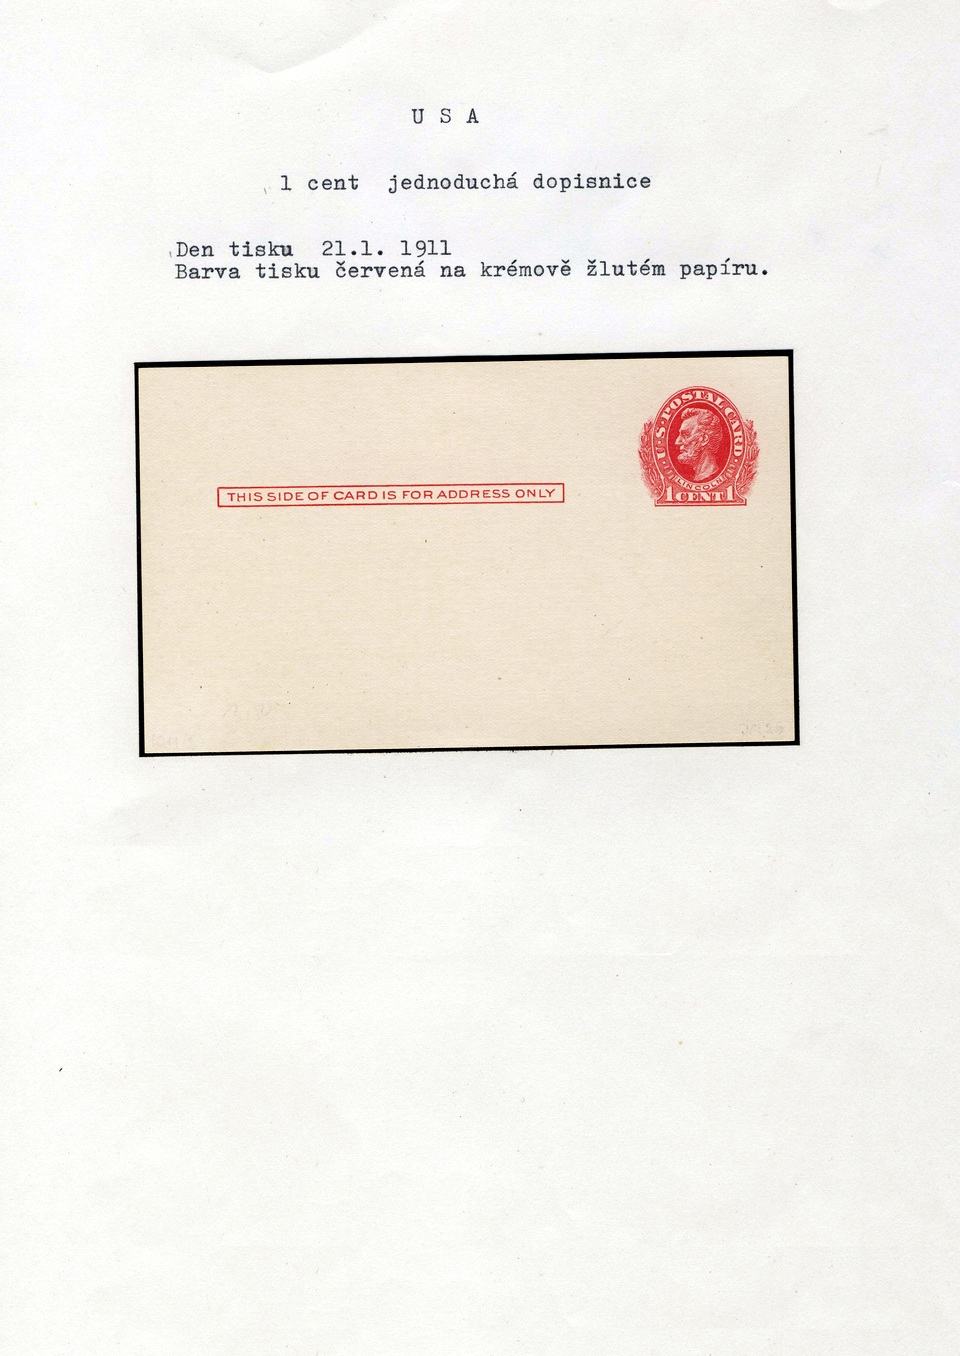 U S A
1 cent jednoduchá dopisnice
Den tisku 21.1. 1911
Barva tisku červená na krémově žlutém papíru.
U·S·POSTAL CARD·
THIS SIDE OF CARD IS FOR ADDRESS ONLY
LINCOLN
1 CENT 1